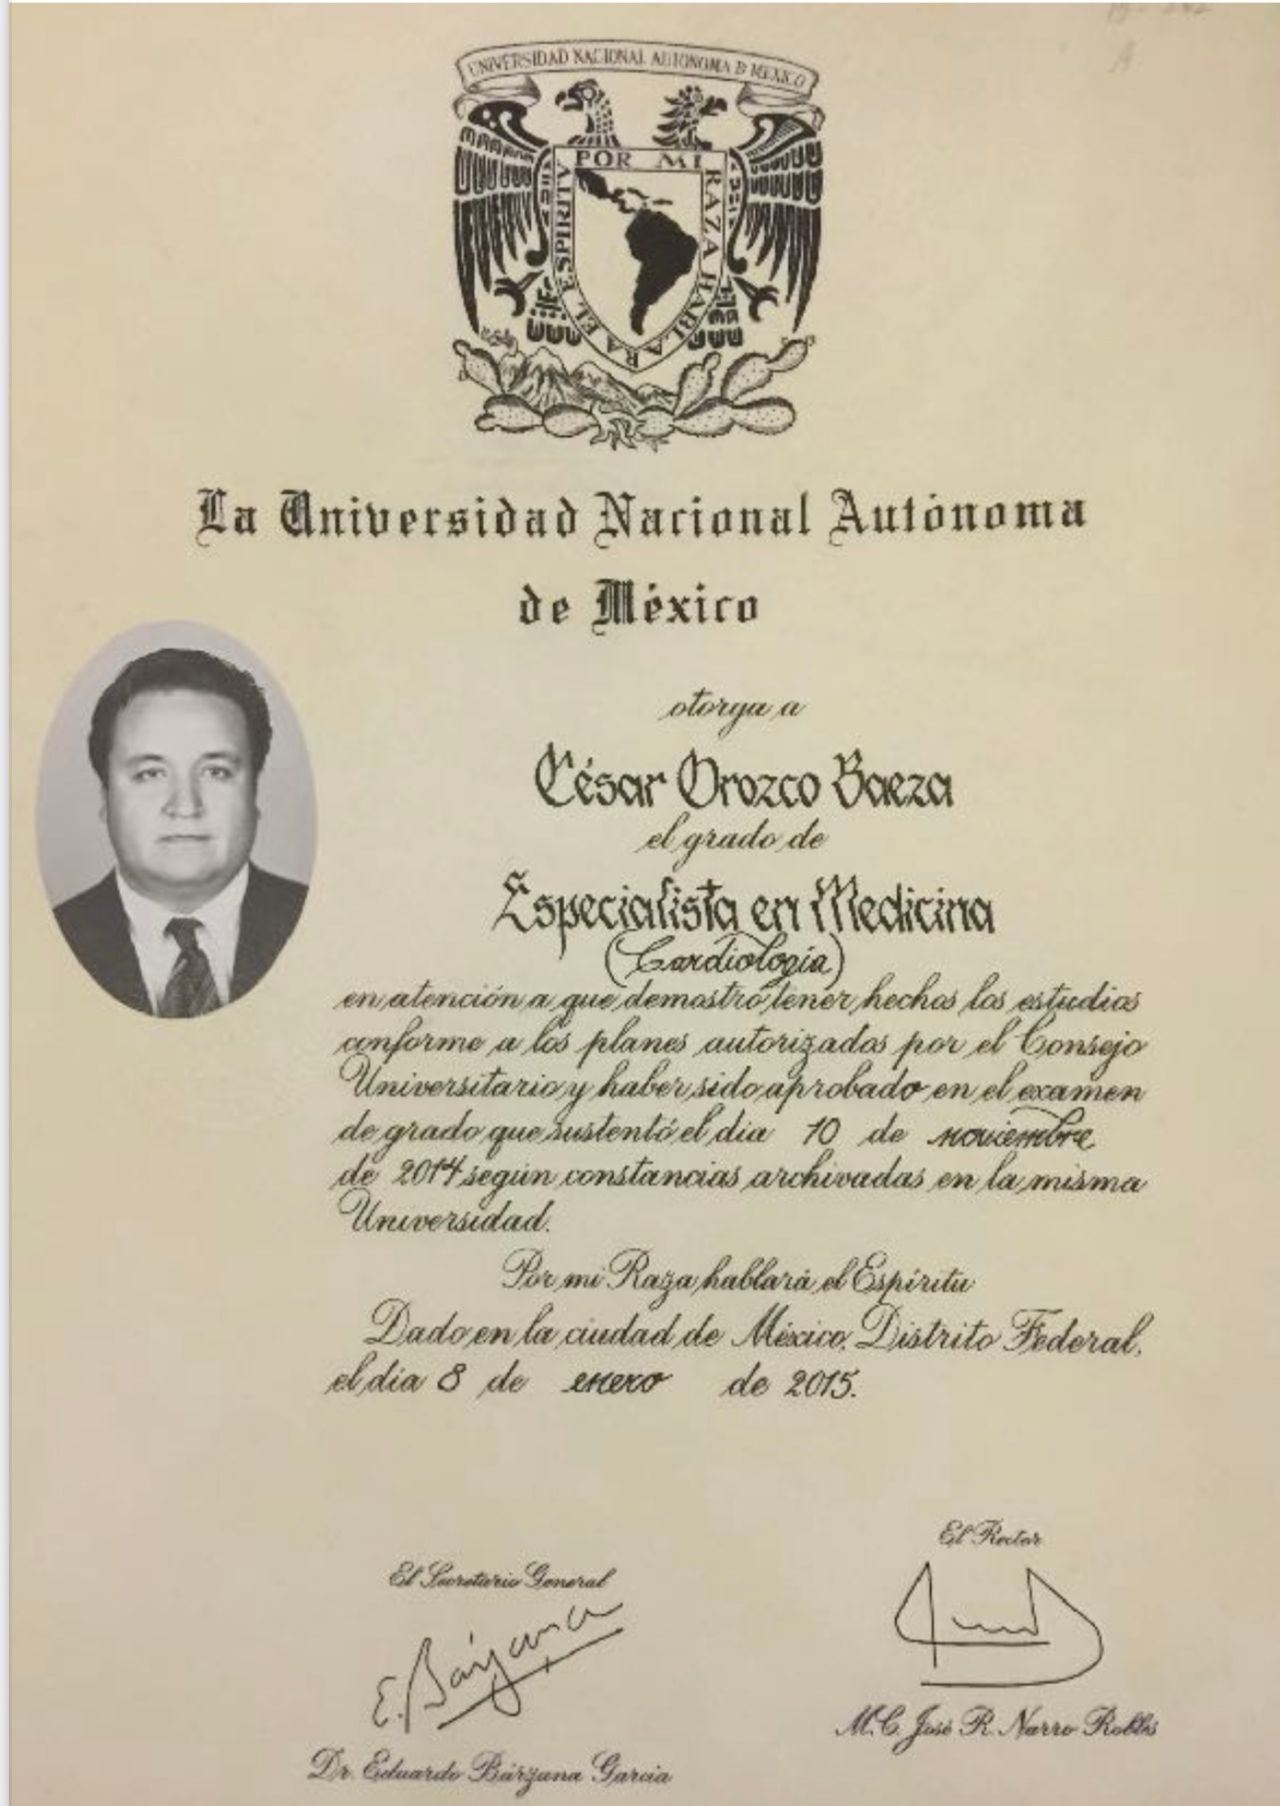 UNIVERSIDAD NACIONAL AUTONOMA D MEXICO
POR MI RAZA HABLARA EL ESPIRITU
La Universidad Nacional Autónoma
de México
otorga a
César Orozco Baeza
el grado de
Especialista en Medicina
(Cardiología)
en atención a que demostró tener hechos los estudios
conforme a los planes autorizados por el Consejo
Universitario y haber sido aprobado en el examen
de grado que sustentó el día 10 de noviembre
de 2014 según constancias archivadas en la misma
Universidad.
Por mi Raza hablará el Espíritu
Dado en la ciudad de México, Distrito Federal,
el día 8 de enero de 2015.
El Rector
El Secretario General
E. Bárzana
M.C. José R. Narro Robles
Dr. Eduardo Bárzana García